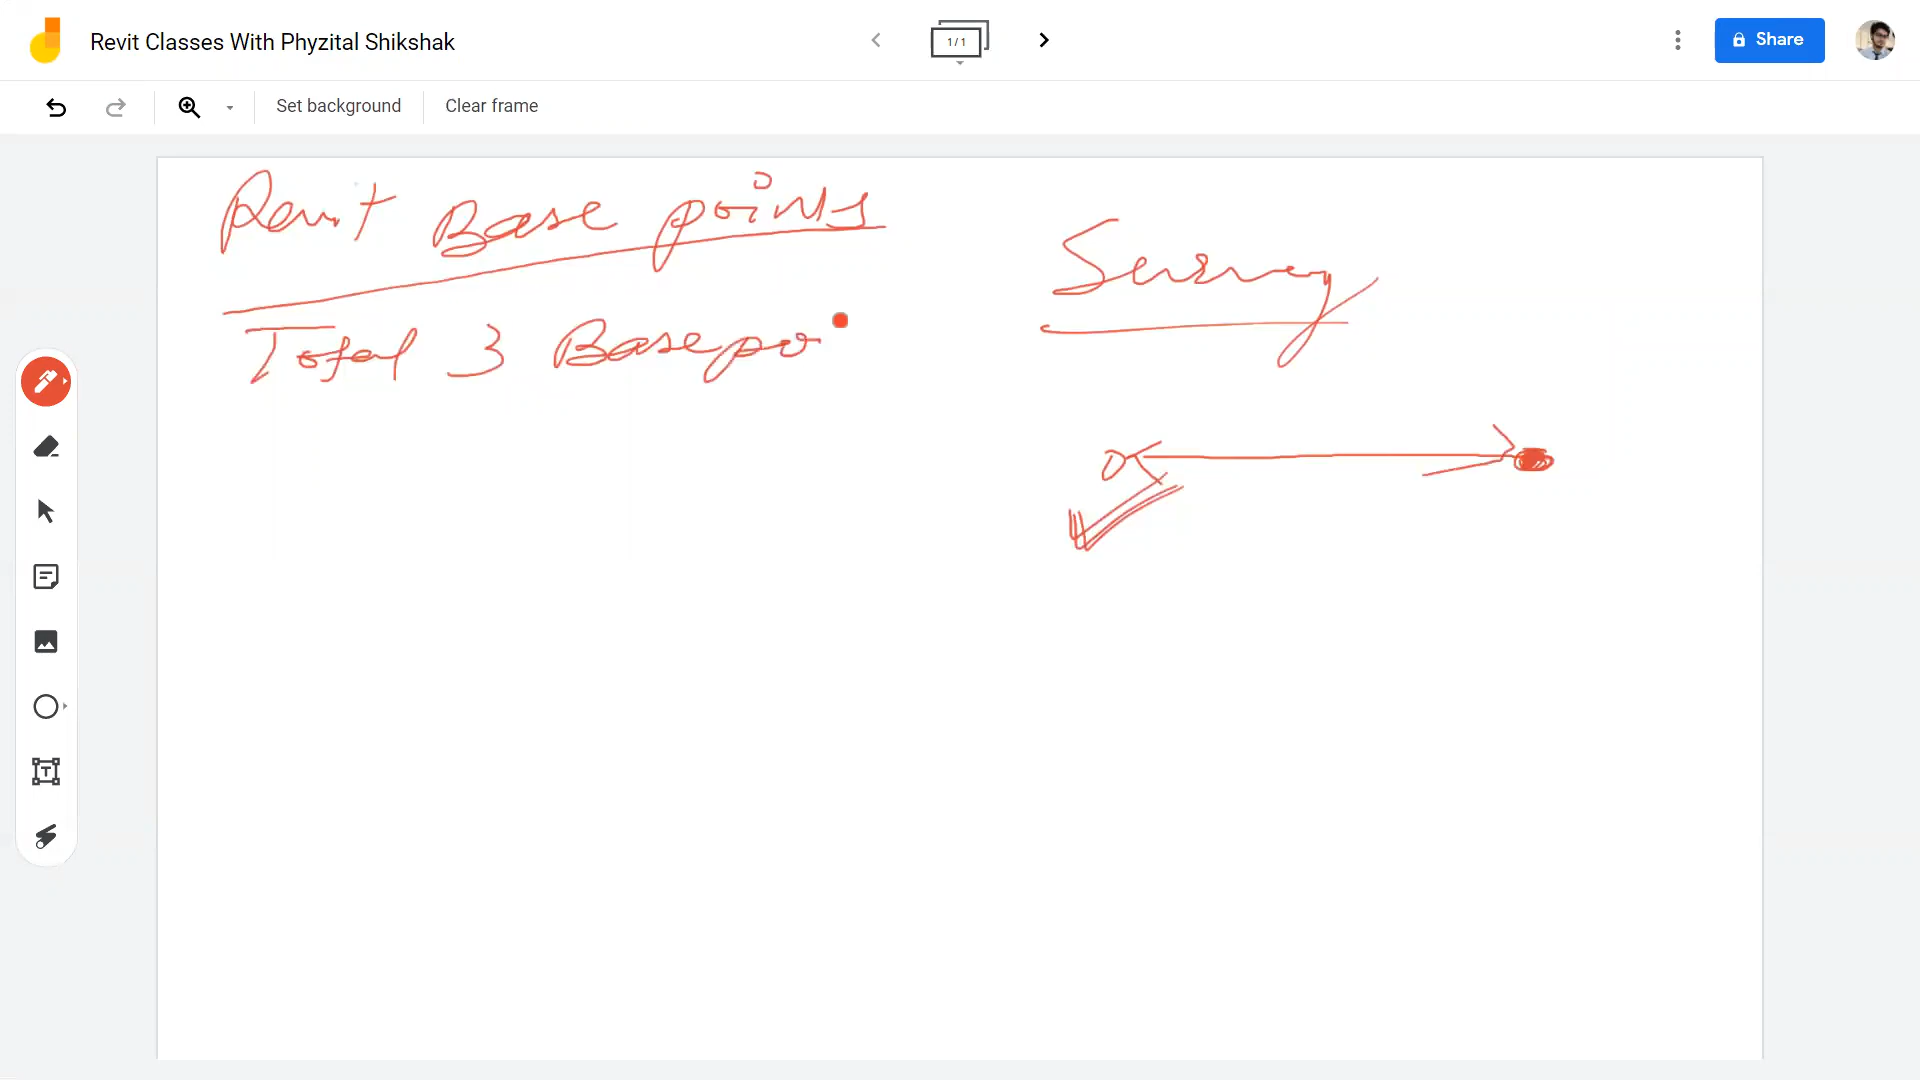 Revit Classes With Phyzital Shikshak
1/1
Share
Set background
Clear frame
Revit Base points
Total 3 Basepo
Survey